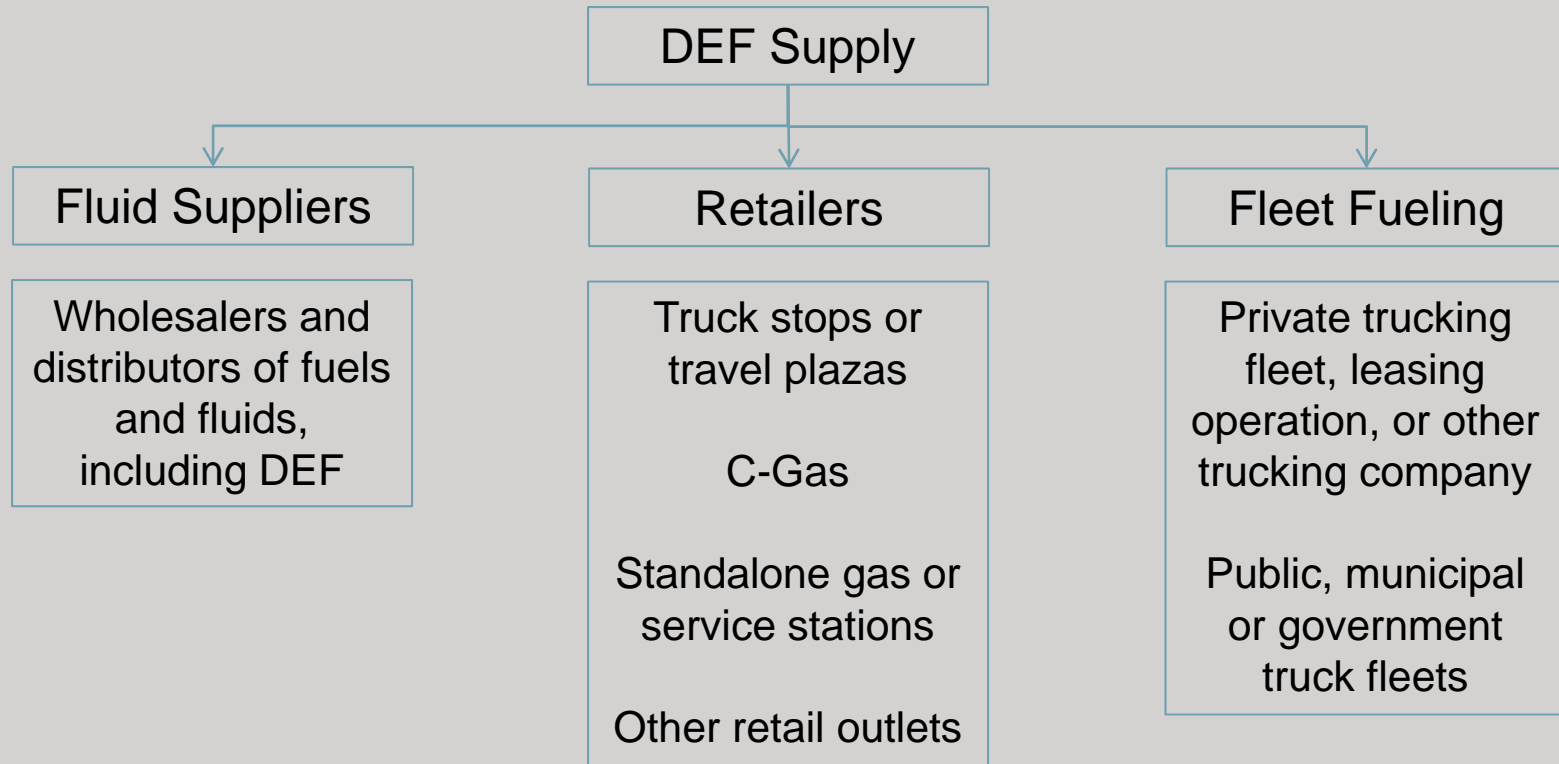 DEF Supply
Fluid Suppliers
Wholesalers and
distributors of fuels
and fluids,
including DEF
Retailers
Truck stops or
travel plazas
C-Gas
Standalone gas or
service stations
Other retail outlets
Fleet Fueling
Private trucking
fleet, leasing
operation, or other
trucking company
Public, municipal
or government
truck fleets